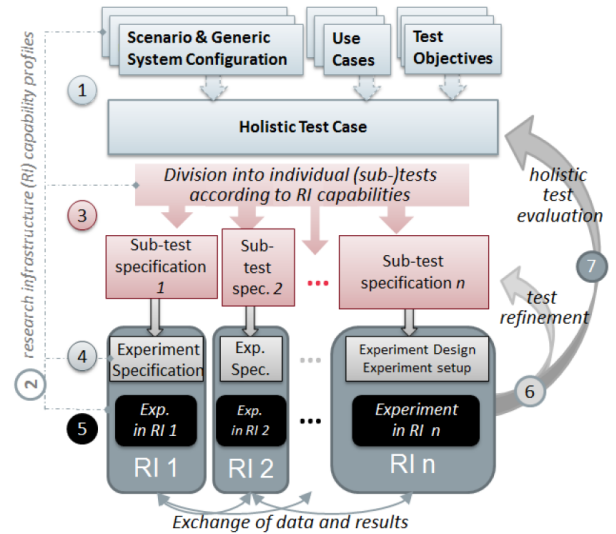 Scenario & Generic
System Configuration
Use
Cases
Test
Objectives
1
Holistic Test Case
research infrastructure (RI) capability profiles
2
Division into individual (sub-)tests
according to RI capabilities
3
Sub-test
specification
1
Sub-
test
spec. 2
...
Sub-test
specification n
holistic
test
evaluation
7
test
refinement
6
4
Experiment
Specification
Exp.
Spec.
...
Experiment Design
Experiment setup
5
Exp.
in RI 1
Exp.
in RI 2
...
Experiment
in RI n
RI 1
RI 2
RI n
Exchange of data and results